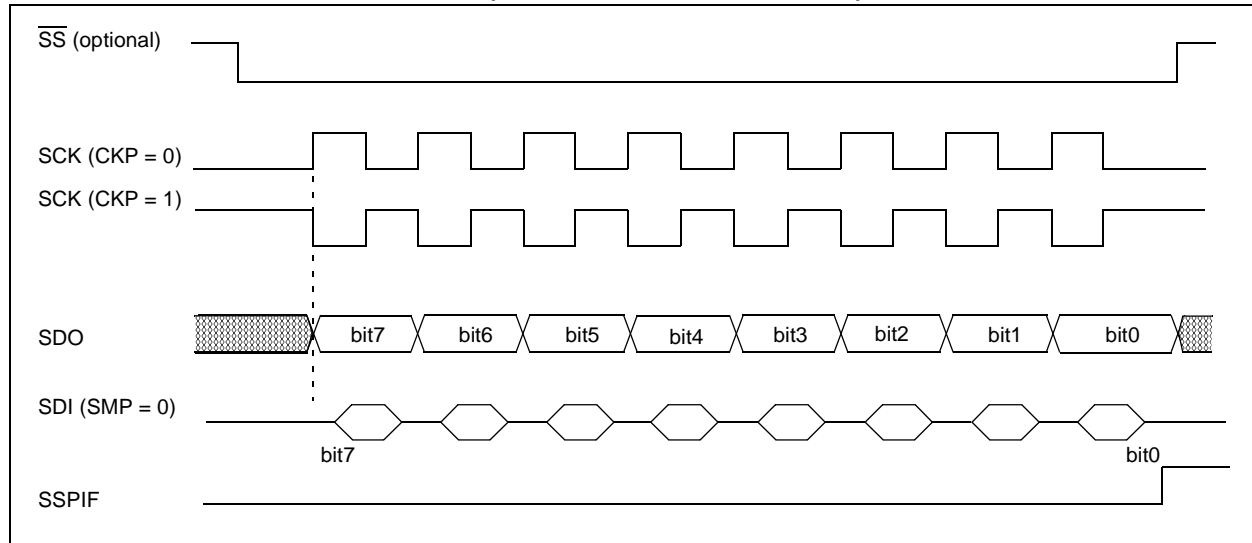 SS (optional)
SCK (CKP = 0)
SCK (CKP = 1)
SDO bit7 bit6 bit5 bit4 bit3 bit2 bit1 bit0
SDI (SMP = 0)
bit7 bit0
SSPIF